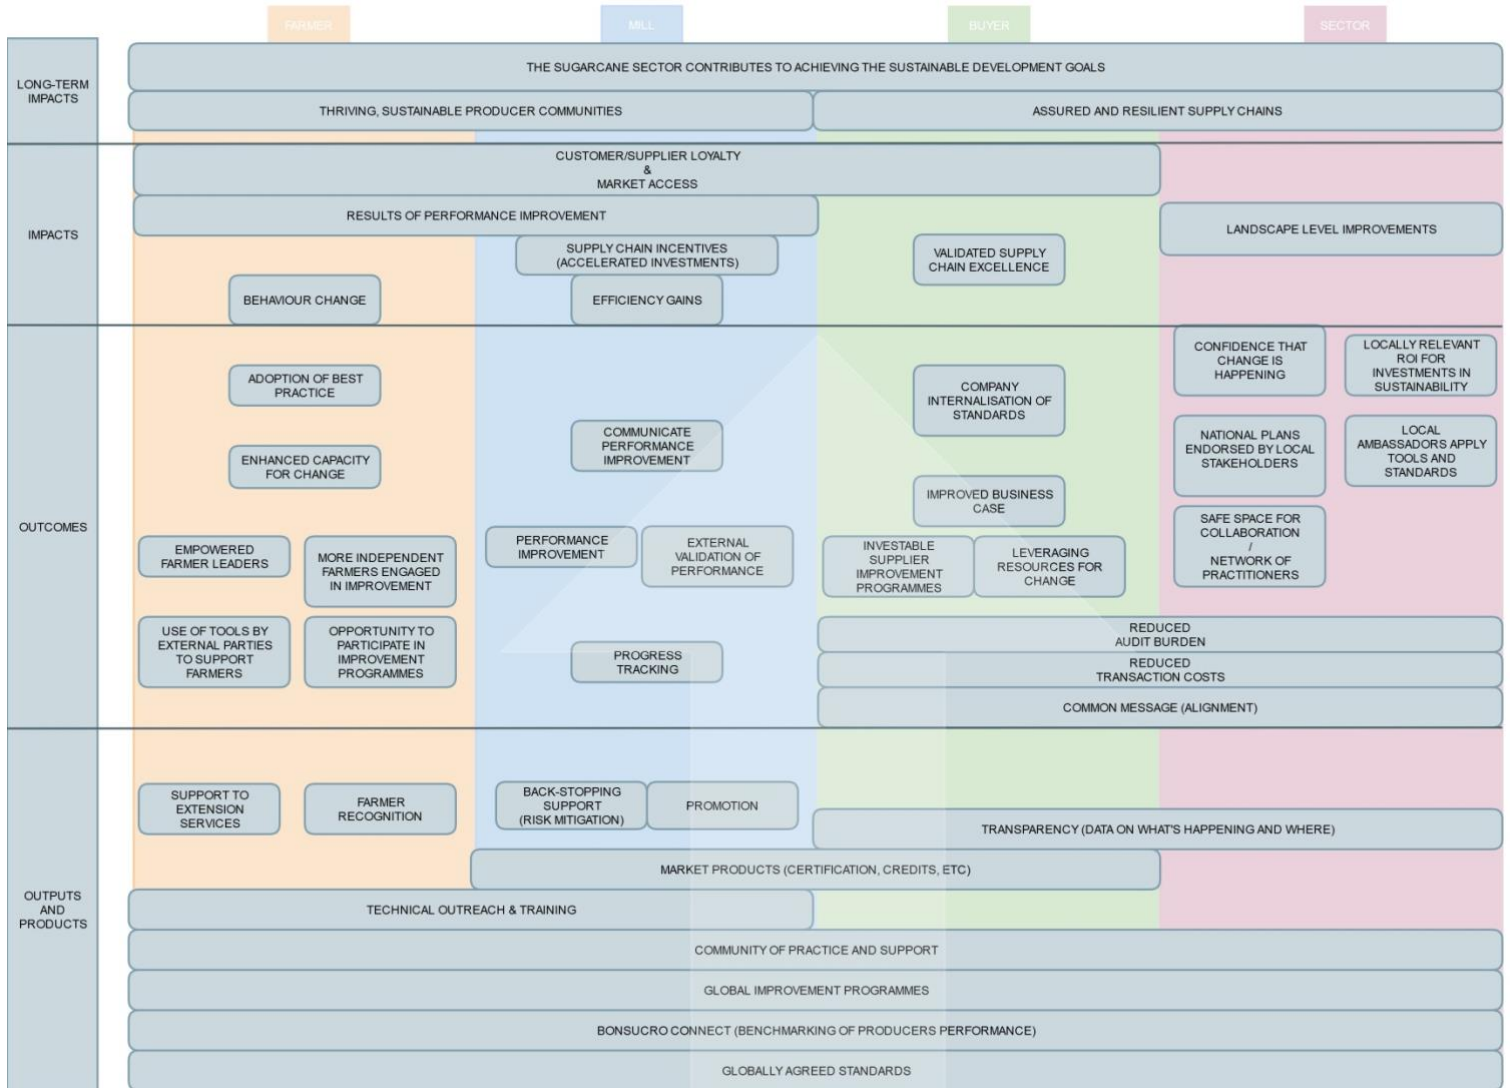 FARMER
MILL
BUYER
SECTOR
LONG-TERM
IMPACTS
THE SUGARCANE SECTOR CONTRIBUTES TO ACHIEVING THE SUSTAINABLE DEVELOPMENT GOALS
THRIVING, SUSTAINABLE PRODUCER COMMUNITIES
ASSURED AND RESILIENT SUPPLY CHAINS
IMPACTS
CUSTOMER/SUPPLIER LOYALTY
&
MARKET ACCESS
RESULTS OF PERFORMANCE IMPROVEMENT
LANDSCAPE LEVEL IMPROVEMENTS
SUPPLY CHAIN INCENTIVES
(ACCELERATED INVESTMENTS)
VALIDATED SUPPLY
CHAIN EXCELLENCE
BEHAVIOUR CHANGE
EFFICIENCY GAINS
OUTCOMES
ADOPTION OF BEST
PRACTICE
COMPANY
INTERNALISATION OF
STANDARDS
CONFIDENCE THAT
CHANGE IS
HAPPENING
LOCALLY RELEVANT
ROI FOR
INVESTMENTS IN
SUSTAINABILITY
ENHANCED CAPACITY
FOR CHANGE
COMMUNICATE
PERFORMANCE
IMPROVEMENT
NATIONAL PLANS
ENDORSED BY LOCAL
STAKEHOLDERS
LOCAL
AMBASSADORS APPLY
TOOLS AND
STANDARDS
IMPROVED BUSINESS
CASE
EMPOWERED
FARMER LEADERS
MORE INDEPENDENT
FARMERS ENGAGED
IN IMPROVEMENT
PERFORMANCE
IMPROVEMENT
EXTERNAL
VALIDATION OF
PERFORMANCE
INVESTABLE
SUPPLIER
IMPROVEMENT
PROGRAMMES
LEVERAGING
RESOURCES FOR
CHANGE
SAFE SPACE FOR
COLLABORATION
/
NETWORK OF
PRACTITIONERS
USE OF TOOLS BY
EXTERNAL PARTIES
TO SUPPORT
FARMERS
OPPORTUNITY TO
PARTICIPATE IN
IMPROVEMENT
PROGRAMMES
PROGRESS
TRACKING
REDUCED
AUDIT BURDEN
REDUCED
TRANSACTION COSTS
COMMON MESSAGE (ALIGNMENT)
OUTPUTS
AND
PRODUCTS
SUPPORT TO
EXTENSION
SERVICES
FARMER
RECOGNITION
BACK-STOPPING
SUPPORT
(RISK MITIGATION)
PROMOTION
TRANSPARENCY (DATA ON WHAT'S HAPPENING AND WHERE)
MARKET PRODUCTS (CERTIFICATION, CREDITS, ETC)
TECHNICAL OUTREACH & TRAINING
COMMUNITY OF PRACTICE AND SUPPORT
GLOBAL IMPROVEMENT PROGRAMMES
BONSUCRO CONNECT (BENCHMARKING OF PRODUCERS PERFORMANCE)
GLOBALLY AGREED STANDARDS